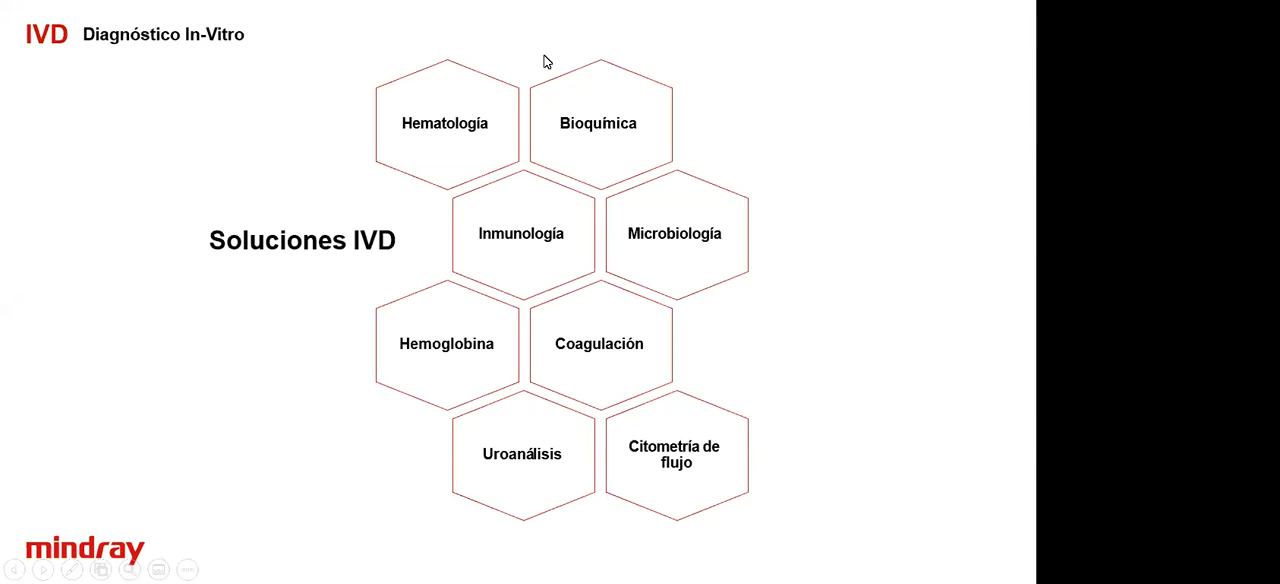 IVD Diagnóstico In-Vitro
Hematología
Bioquímica
Inmunología
Microbiología
Soluciones IVD
Hemoglobina
Coagulación
Uroanálisis
Citometría de
flujo
mindray